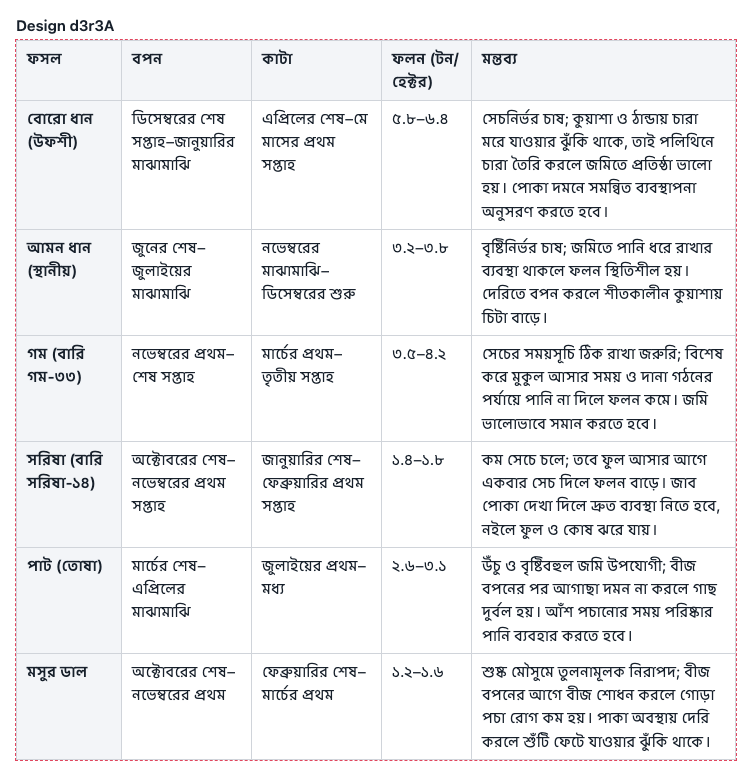 Design d3r3A
ফসল
বপন
কাটা
ফলন (টন/
হেক্টর)
মন্তব্য
বোরো ধান
(উফশী)
ডিসেম্বরের শেষ
সপ্তাহ–জানুয়ারির
মাঝামাঝি
এপ্রিলের শেষ–মে
মাসের প্রথম
সপ্তাহ
৫.৮–৬.৪
সেচনির্ভর চাষ; কুয়াশা ও ঠান্ডায় চারা
মরে যাওয়ার ঝুঁকি থাকে, তাই পলিথিনে
চারা তৈরি করলে জমিতে প্রতিষ্ঠা ভালো
হয়। পোকা দমনে সমন্বিত ব্যবস্থাপনা
অনুসরণ করতে হবে।
আমন ধান
(স্থানীয়)
জুনের শেষ–
জুলাইয়ের
মাঝামাঝি
নভেম্বরের
মাঝামাঝি–
ডিসেম্বরের শুরু
৩.২–৩.৮
বৃষ্টিনির্ভর চাষ; জমিতে পানি ধরে রাখার
ব্যবস্থা থাকলে ফলন স্থিতিশীল হয়।
দেরিতে বপন করলে শীতকালীন কুয়াশায়
চিটা বাড়ে।
গম (বারি
গম-৩৩)
নভেম্বরের প্রথম–
শেষ সপ্তাহ
মার্চের প্রথম–
তৃতীয় সপ্তাহ
৩.৫–৪.২
সেচের সময়সূচি ঠিক রাখা জরুরি; বিশেষ
করে মুকুল আসার সময় ও দানা গঠনের
পর্যায়ে পানি না দিলে ফলন কমে। জমি
ভালোভাবে সমান করতে হবে।
সরিষা (বারি
সরিষা-১৪)
অক্টোবরের শেষ–
নভেম্বরের প্রথম
সপ্তাহ
জানুয়ারির শেষ–
ফেব্রুয়ারির প্রথম
সপ্তাহ
১.৪–১.৮
কম সেচে চলে; তবে ফুল আসার আগে
একবার সেচ দিলে ফলন বাড়ে। জাব
পোকা দেখা দিলে দ্রুত ব্যবস্থা নিতে হবে,
নইলে ফুল ও কোষ ঝরে যায়।
পাট (তোষা)
মার্চের শেষ–
এপ্রিলের
মাঝামাঝি
জুলাইয়ের প্রথম–
মধ্য
২.৬–৩.১
উঁচু ও বৃষ্টিবহুল জমি উপযোগী; বীজ
বপনের পর আগাছা দমন না করলে গাছ
দুর্বল হয়। আঁশ পচানোর সময় পরিষ্কার
পানি ব্যবহার করতে হবে।
মসুর ডাল
অক্টোবরের শেষ–
নভেম্বরের প্রথম
ফেব্রুয়ারির শেষ–
মার্চের প্রথম
১.২–১.৬
শুষ্ক মৌসুমে তুলনামূলক নিরাপদ; বীজ
বপনের আগে বীজ শোধন করলে গোড়া
পচা রোগ কম হয়। পাকা অবস্থায় দেরি
করলে শুঁটি ফেটে যাওয়ার ঝুঁকি থাকে।